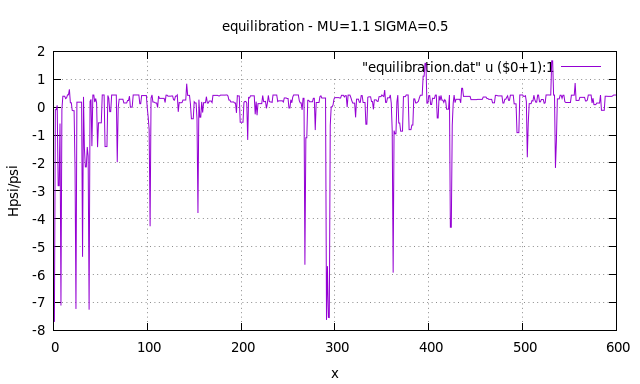 equilibration - MU=1.1 SIGMA=0.5
"equilibration.dat" u ($0+1):1
2
1
0
-1
-2
-3
-4
-5
-6
-7
-8
Hpsi/psi
0 100 200 300 400 500 600
x